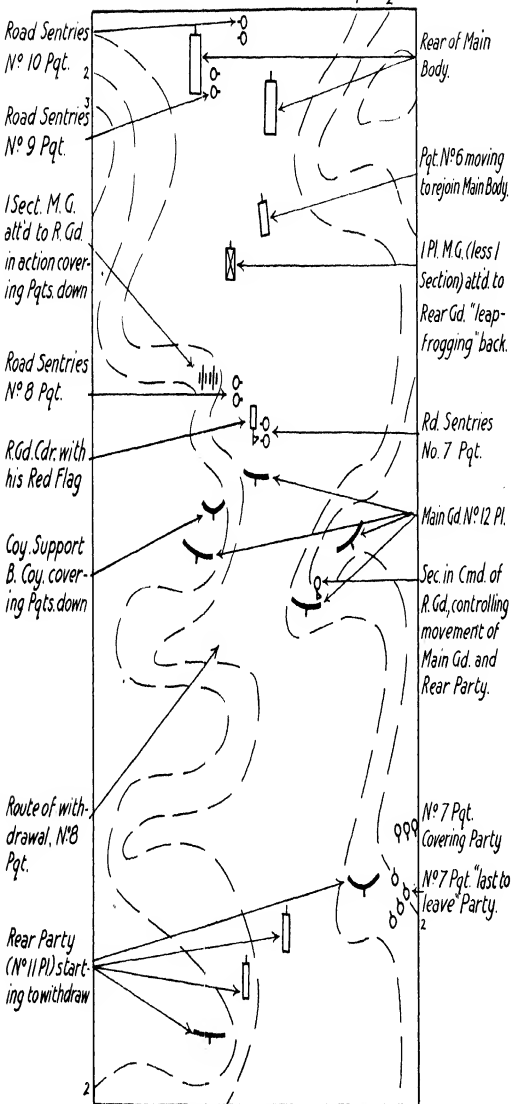 1 2
Road Sentries
Nº 10 Pqt.
2
3
Road Sentries
Nº 9 Pqt.
1 Sect. M. G.
att'd to R. Gd.
in action cover-
ing Pqts. down
Road Sentries
Nº 8 Pqt.
R.Gd.Cdr. with
his Red Flag
Coy. Support
B. Coy. cover-
ing Pqts. down
Route of with-
drawal, Nº 8
Pqt.
Rear Party
(Nº 11 Pl) start-
ing to withdraw
2
Rear of Main
Body.
Pqt. Nº 6 moving
to rejoin Main Body.
1 Pl. M.G. (less 1
Section) att.d. to
Rear Gd. "leap-
frogging" back.
Rd. Sentries
No. 7 Pqt.
Main Gd. Nº 12 Pl.
Sec. in Cmd. of
R. Gd, controlling
movement of
Main Gd. and
Rear Party.
Nº 7 Pqt.
Covering Party
Nº 7 Pqt. "last to
leave" Party.
2